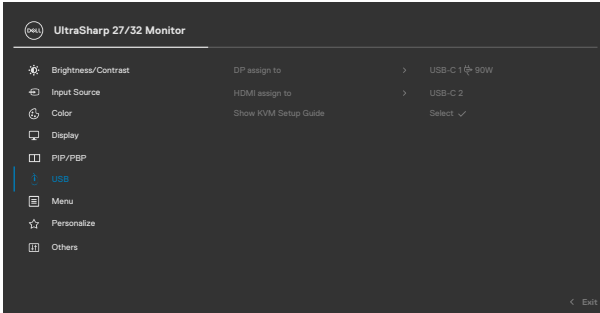 DELL UltraSharp 27/32 Monitor
Brightness/Contrast DP assign to > USB-C 1 90W
Input Source HDMI assign to > USB-C 2
Color Show KVM Setup Guide Select ✓
Display
PIP/PBP
USB
Menu
Personalize
Others
< Exit